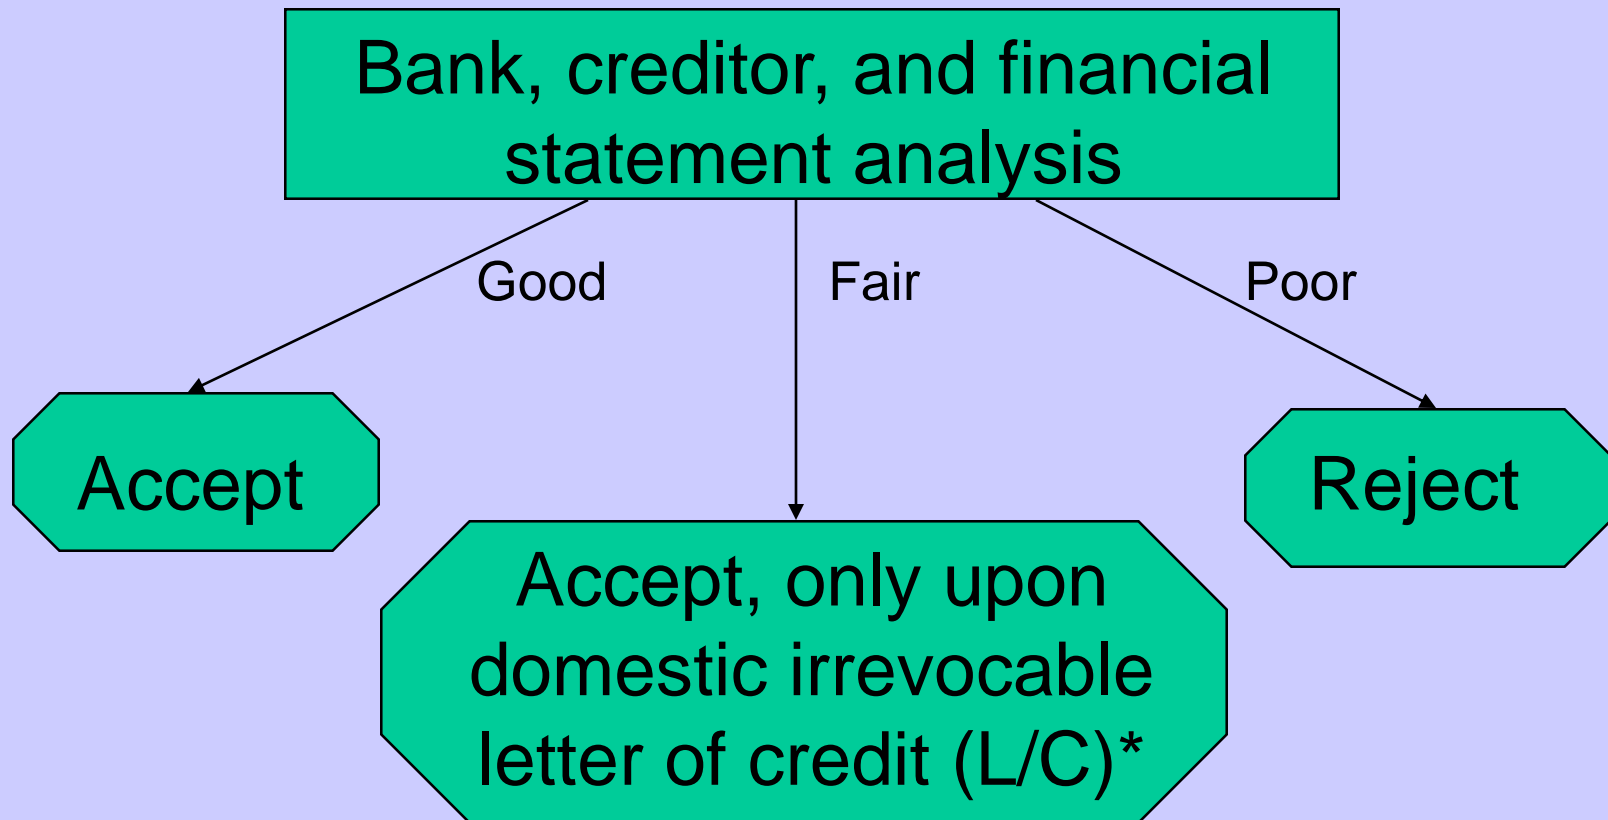 Bank, creditor, and financial
statement analysis
Good
Fair
Poor
Accept
Reject
Accept, only upon
domestic irrevocable
letter of credit (L/C)*